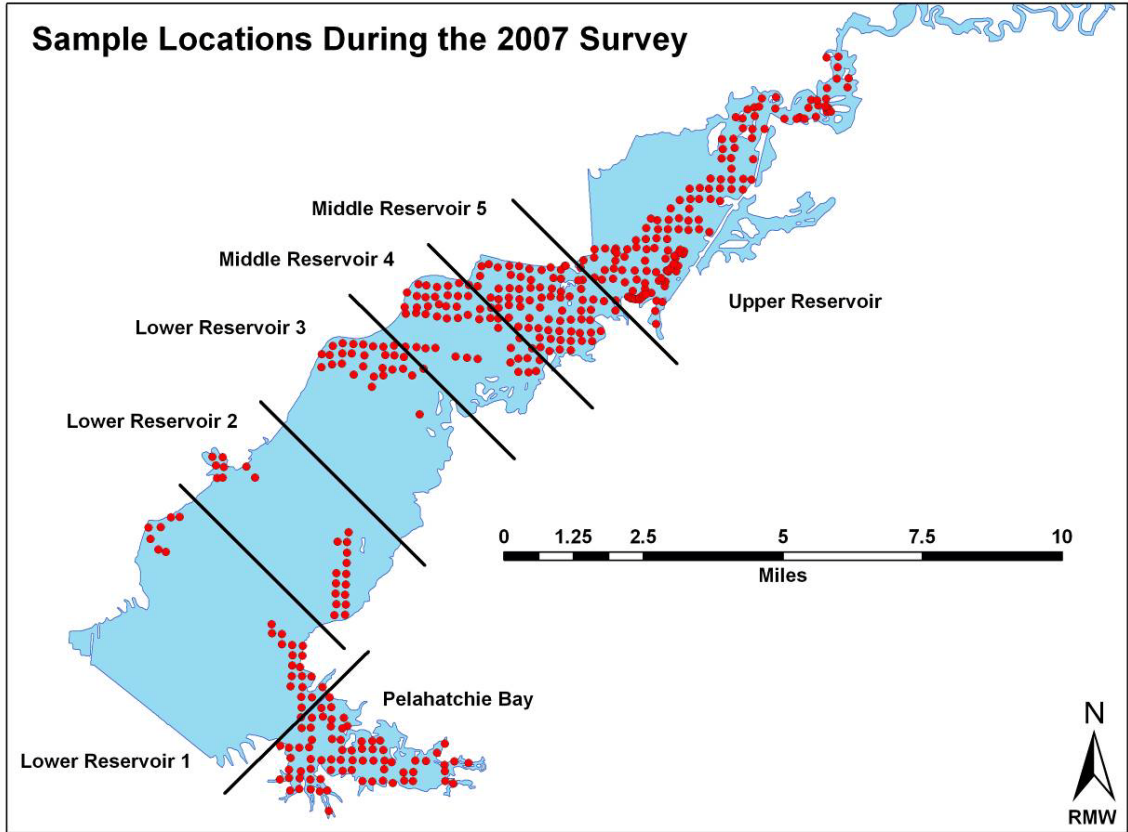 Sample Locations During the 2007 Survey
Middle Reservoir 5
Middle Reservoir 4
Upper Reservoir
Lower Reservoir 3
Lower Reservoir 2
0 1.25 2.5 5 7.5 10
Miles
Pelahatchie Bay
Lower Reservoir 1
N
RMW